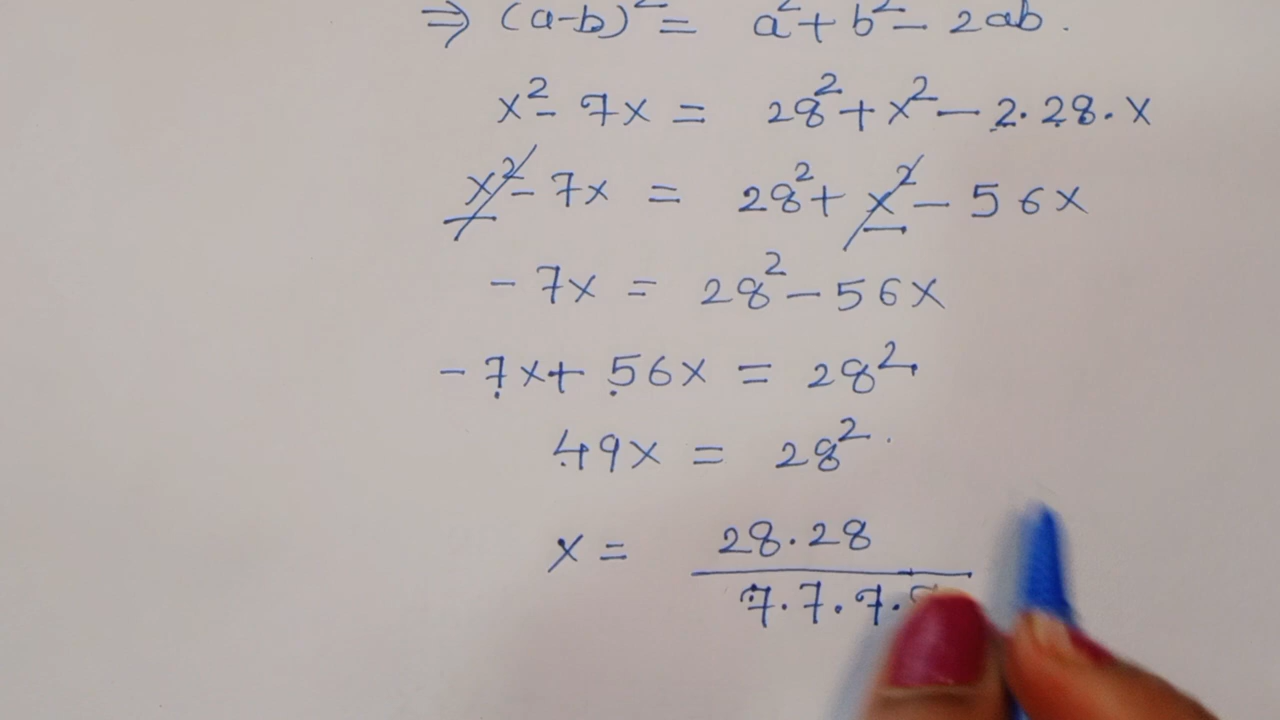 ⇒ (a-b)² = a²+b²- 2ab.
x²- 7x = 28²+x²- 2.28.x
x²- 7x = 28²+ x²- 56x
- 7x = 28²- 56x
- 7x+ 56x = 28²
49x = 28².
x = 28.28
7.7.7.